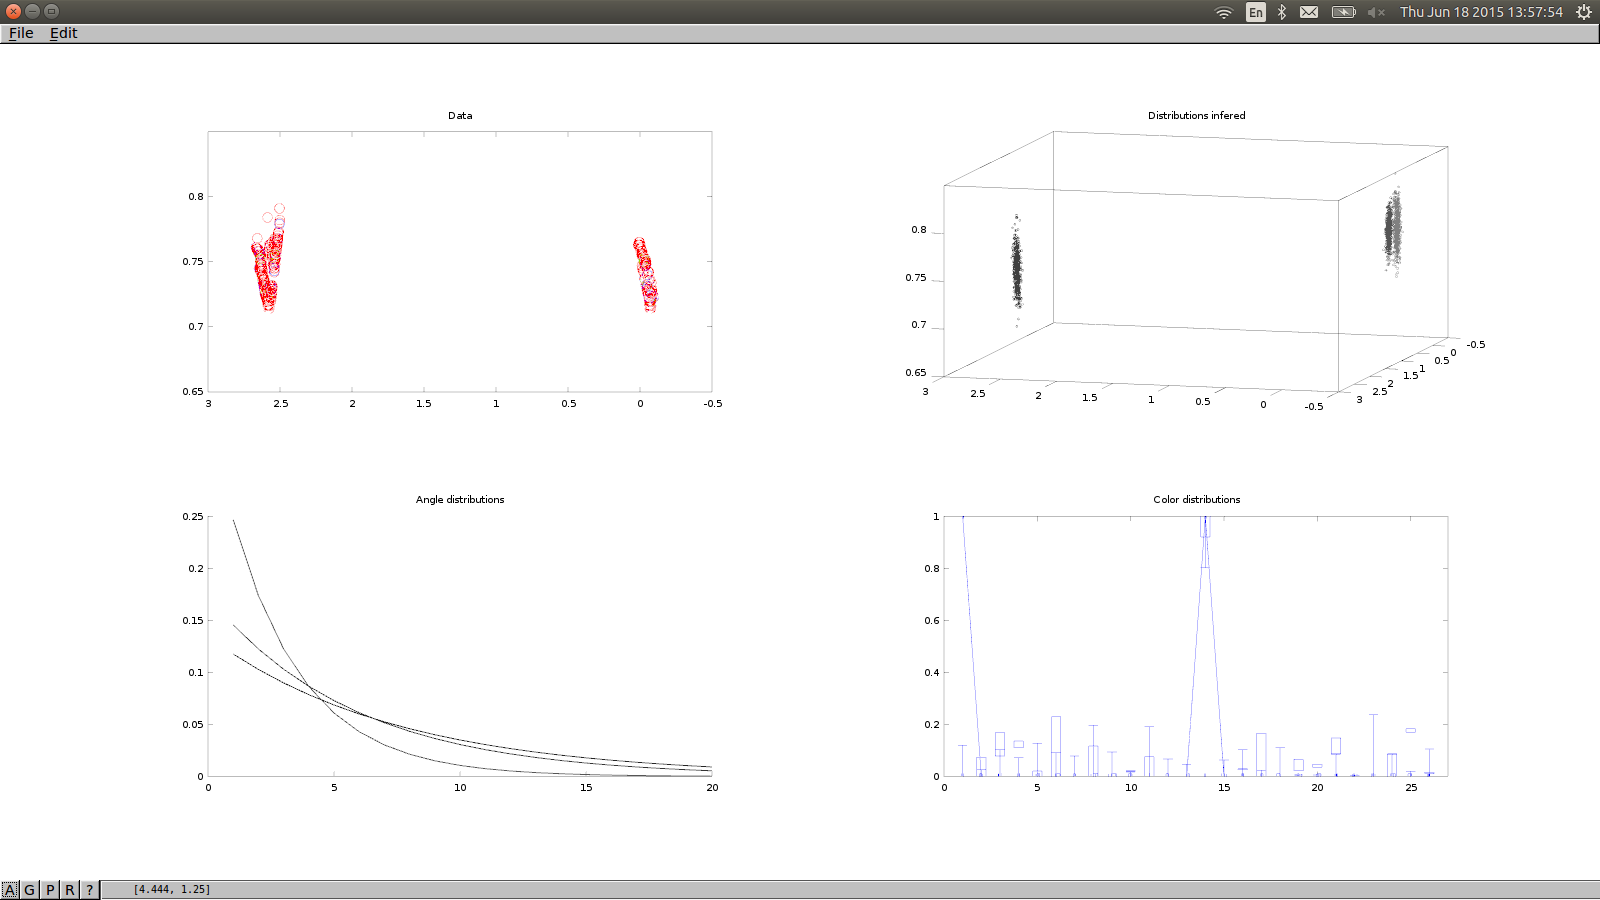 En Thu Jun 18 2015 13:57:54
File Edit
Data
0.8
0.75
0.7
0.65
3 2.5 2 1.5 1 0.5 0 -0.5
Distributions infered
0.8
0.75
0.7
0.65
3 2.5 2 1.5 1 0.5 0 -0.5
3 2.5 2 1.5 1 0.5 0 -0.5
Angle distributions
0.25
0.2
0.15
0.1
0.05
0
0 5 10 15 20
Color distributions
1
0.8
0.6
0.4
0.2
0
0 5 10 15 20 25
A G P R ? [4.444, 1.25]